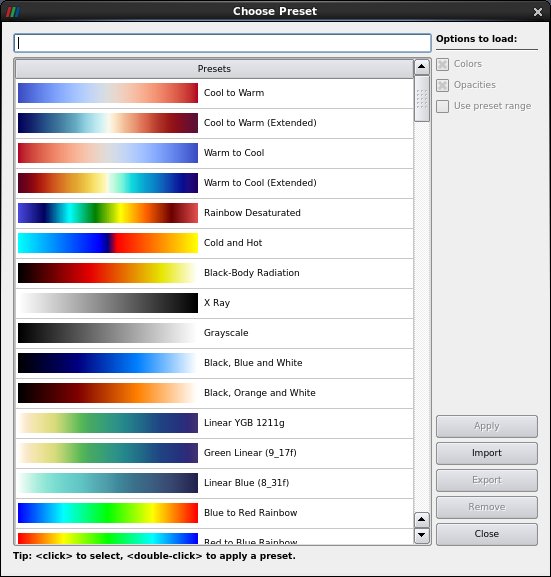 Choose Preset
Options to load:
Colors
Opacities
Use preset range
Presets
Cool to Warm
Cool to Warm (Extended)
Warm to Cool
Warm to Cool (Extended)
Rainbow Desaturated
Cold and Hot
Black-Body Radiation
X Ray
Grayscale
Black, Blue and White
Black, Orange and White
Linear YGB 1211g
Green Linear (9_17f)
Linear Blue (8_31f)
Blue to Red Rainbow
Red to Blue Rainbow
Apply
Import
Export
Remove
Close
Tip: <click> to select, <double-click> to apply a preset.